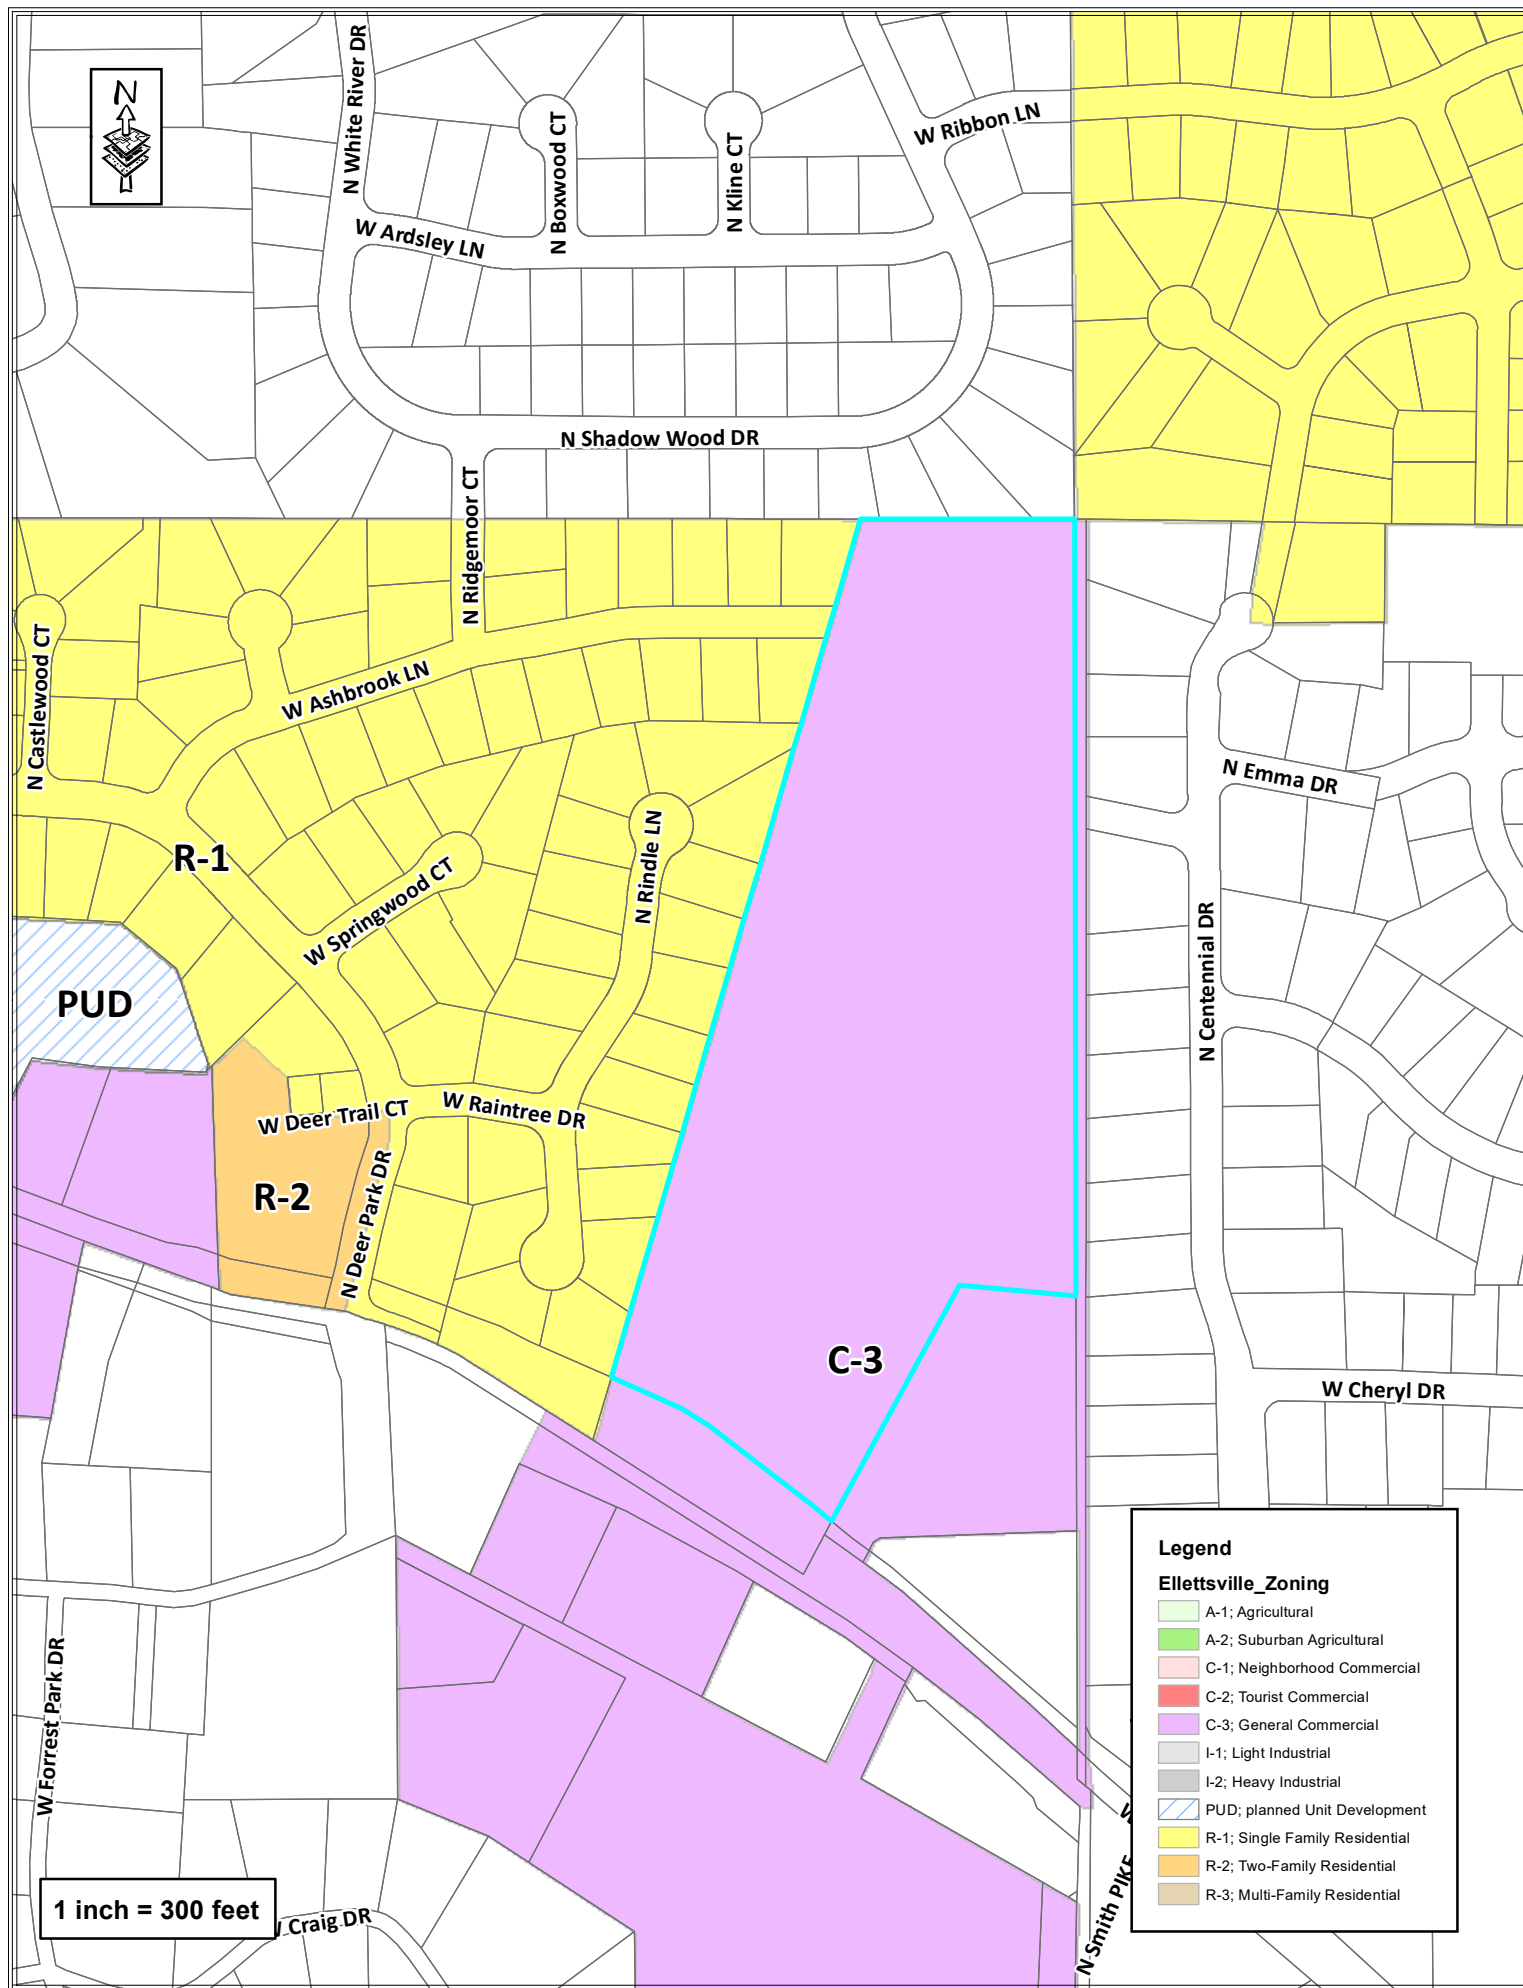 N
N White River DR
N Boxwood CT
N Kline CT
W Ribbon LN
W Ardsley LN
N Shadow Wood DR
N Ridgemoor CT
N Castlewood CT
W Ashbrook LN
N Emma DR
R-1
N Rindle LN
W Springwood CT
N Centennial DR
PUD
W Deer Trail CT
W Raintree DR
R-2
N Deer Park DR
C-3
W Cheryl DR
W Forrest Park DR
Craig DR
N Smith PIKE
1 inch = 300 feet
Legend
Ellettsville_Zoning
A-1; Agricultural
A-2; Suburban Agricultural
C-1; Neighborhood Commercial
C-2; Tourist Commercial
C-3; General Commercial
I-1; Light Industrial
I-2; Heavy Industrial
PUD; planned Unit Development
R-1; Single Family Residential
R-2; Two-Family Residential
R-3; Multi-Family Residential